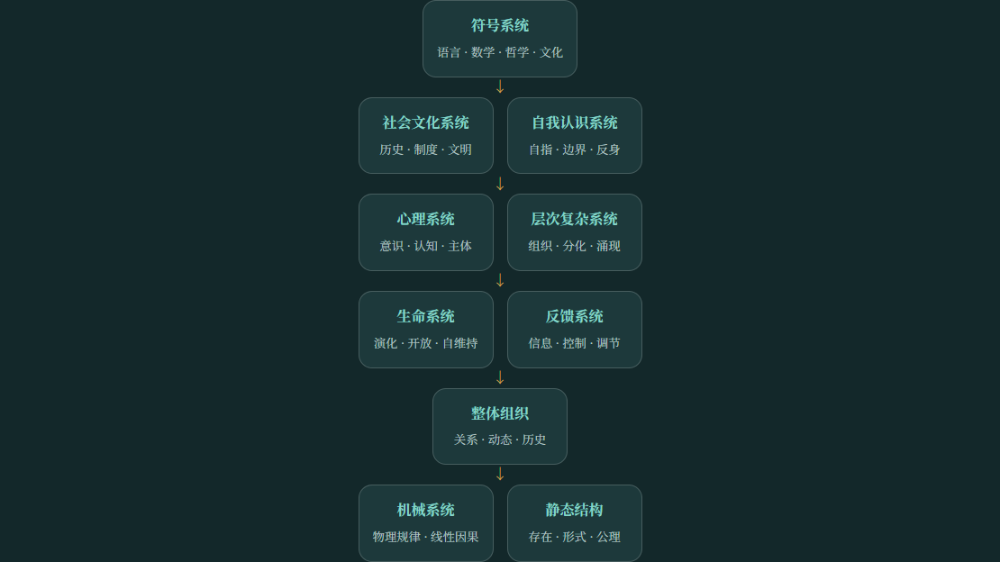 符号系统
语言 · 数学 · 哲学 · 文化
↓
社会文化系统
历史 · 制度 · 文明
自我认识系统
自指 · 边界 · 反身
↓
心理系统
意识 · 认知 · 主体
层次复杂系统
组织 · 分化 · 涌现
↓
生命系统
演化 · 开放 · 自维持
反馈系统
信息 · 控制 · 调节
↓
整体组织
关系 · 动态 · 历史
↓
机械系统
物理规律 · 线性因果
静态结构
存在 · 形式 · 公理